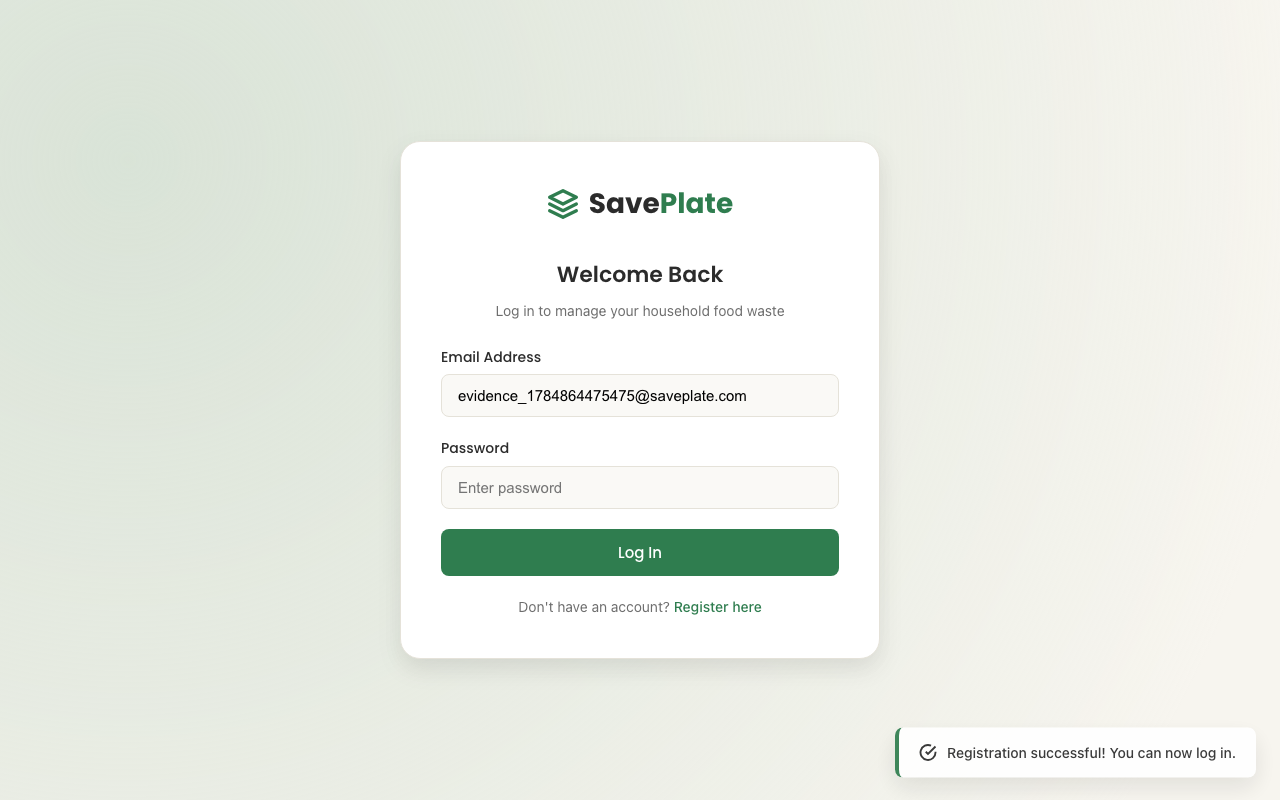 SavePlate
Welcome Back
Log in to manage your household food waste
Email Address
evidence_1784864475475@saveplate.com
Password
Enter password
Log In
Don't have an account? Register here
Registration successful! You can now log in.